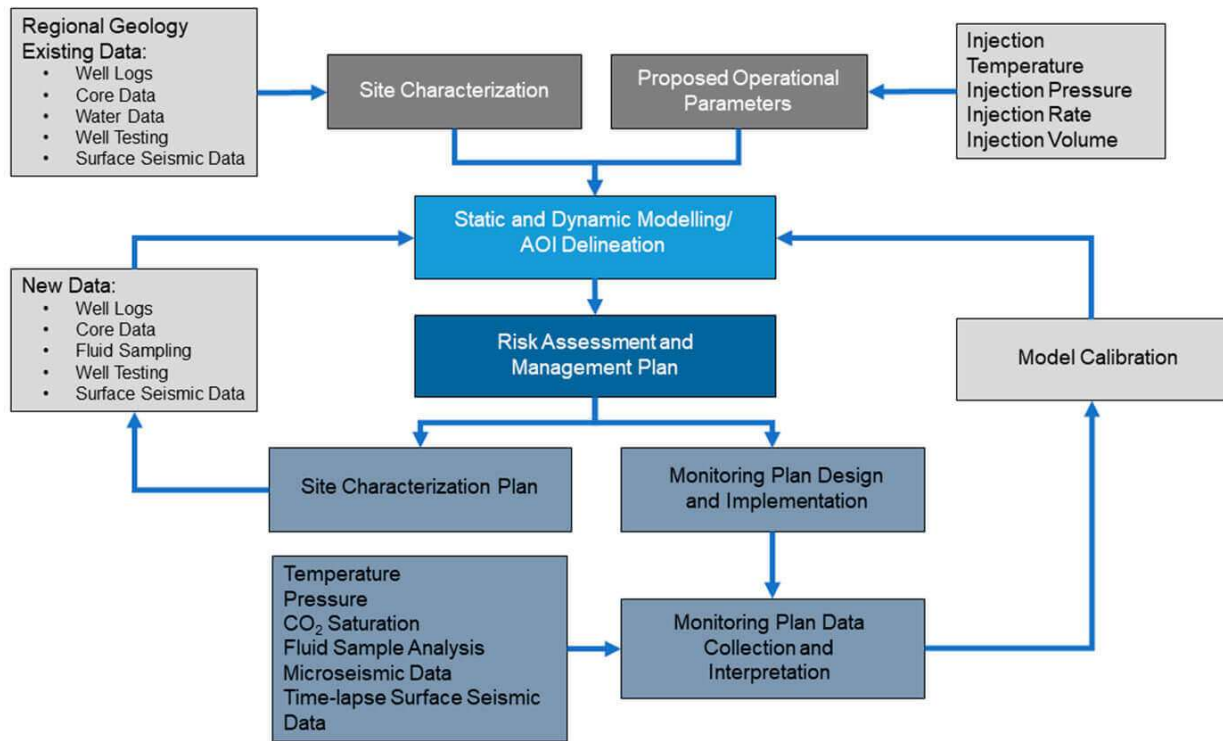 Regional Geology
Existing Data:
• Well Logs
• Core Data
• Water Data
• Well Testing
• Surface Seismic Data
Site Characterization
Proposed Operational
Parameters
Injection
Temperature
Injection Pressure
Injection Rate
Injection Volume
Static and Dynamic Modelling/
AOI Delineation
New Data:
• Well Logs
• Core Data
• Fluid Sampling
• Well Testing
• Surface Seismic Data
Risk Assessment and
Management Plan
Model Calibration
Site Characterization Plan
Monitoring Plan Design
and Implementation
Temperature
Pressure
CO₂ Saturation
Fluid Sample Analysis
Microseismic Data
Time-lapse Surface Seismic
Data
Monitoring Plan Data
Collection and
Interpretation